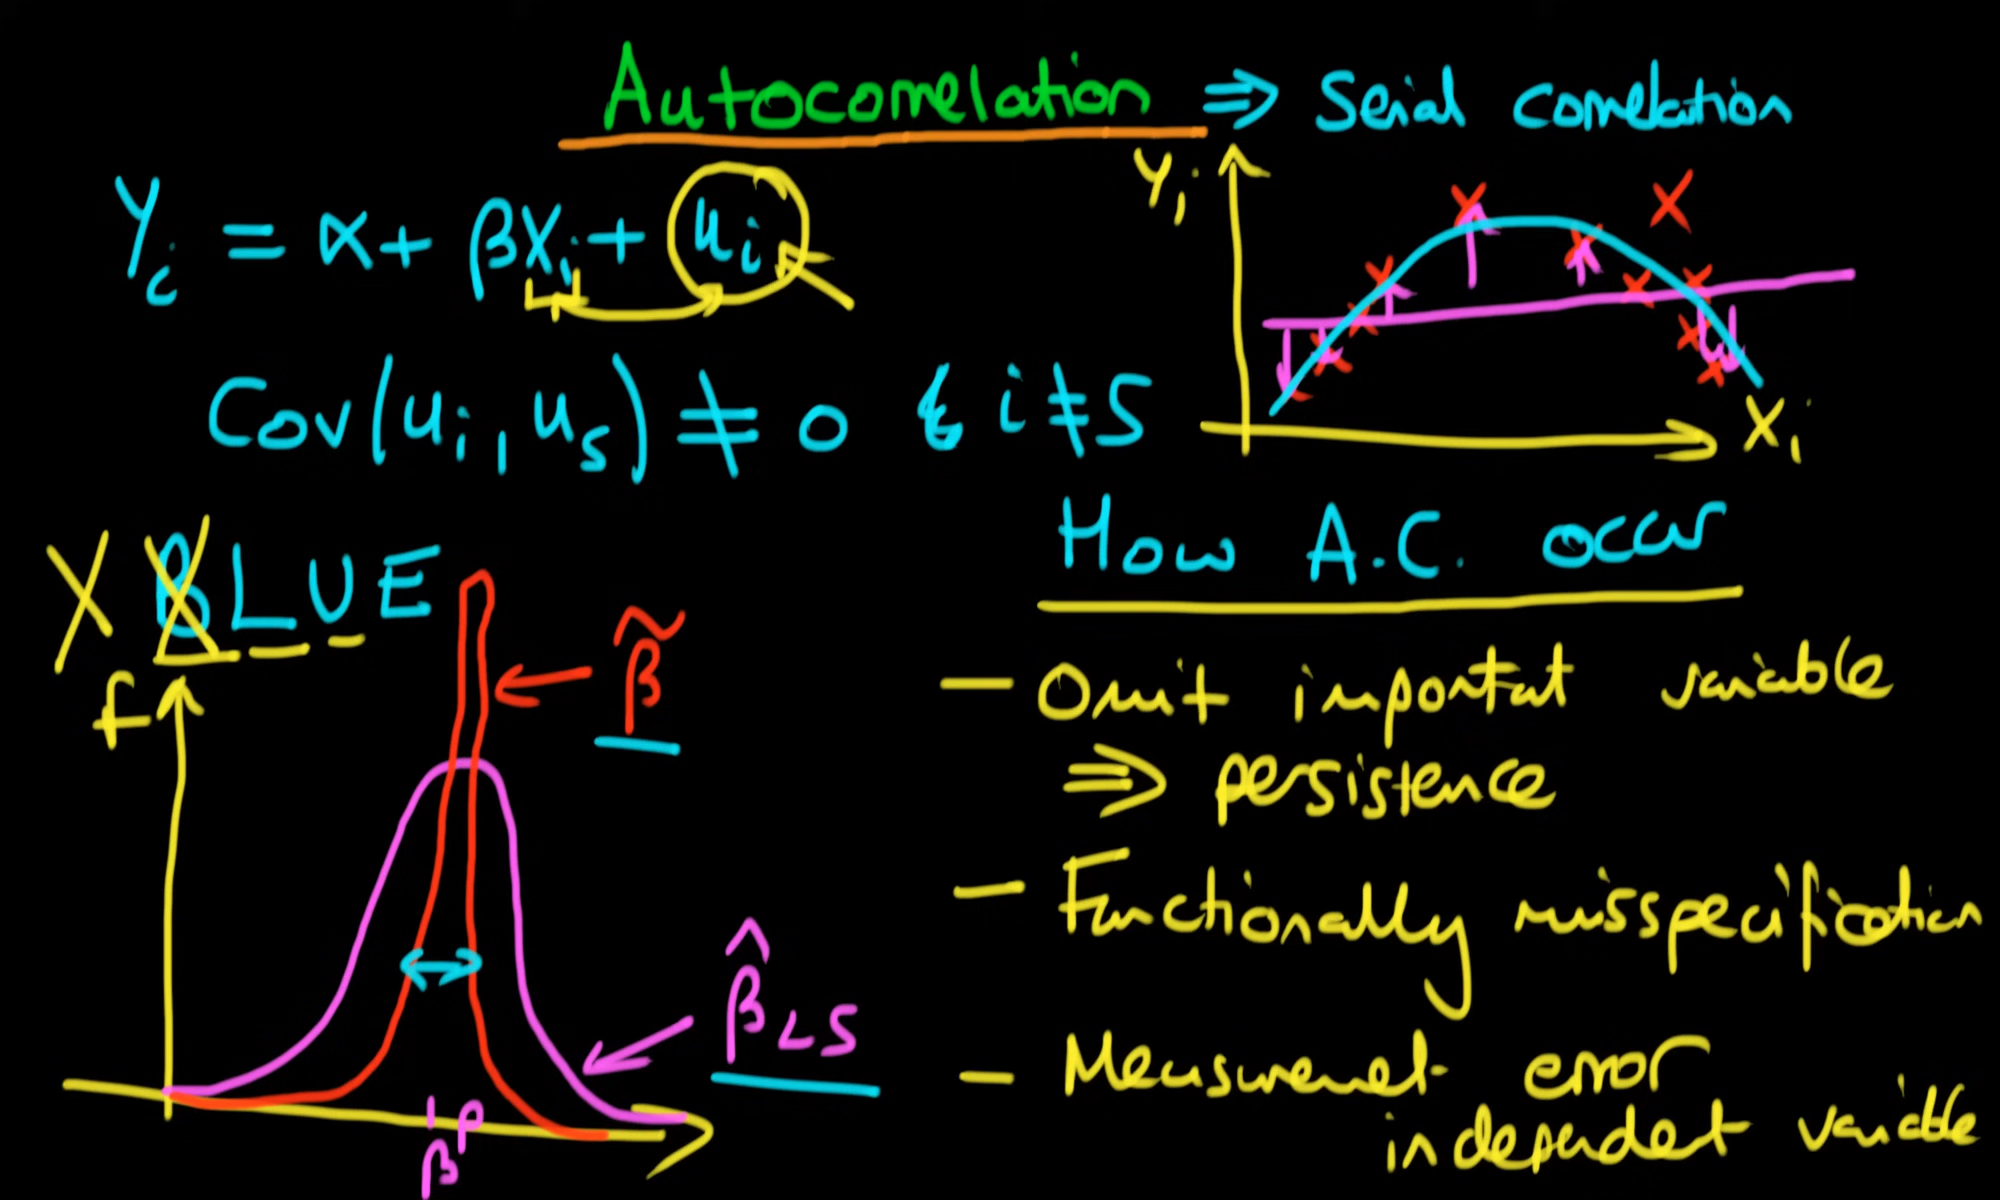 Autocorrelation ⇒ Serial correlation
Yi = α + βXi + ui
Cov(ui, us) ≠ 0 & i ≠ s
Yi
Xi
X BLUE
f
β̃
β̂LS
β
How A.C. occur
— Omit importat variable
⇒ persistence
— Functionally misspecification
— Measurement error
independent variable